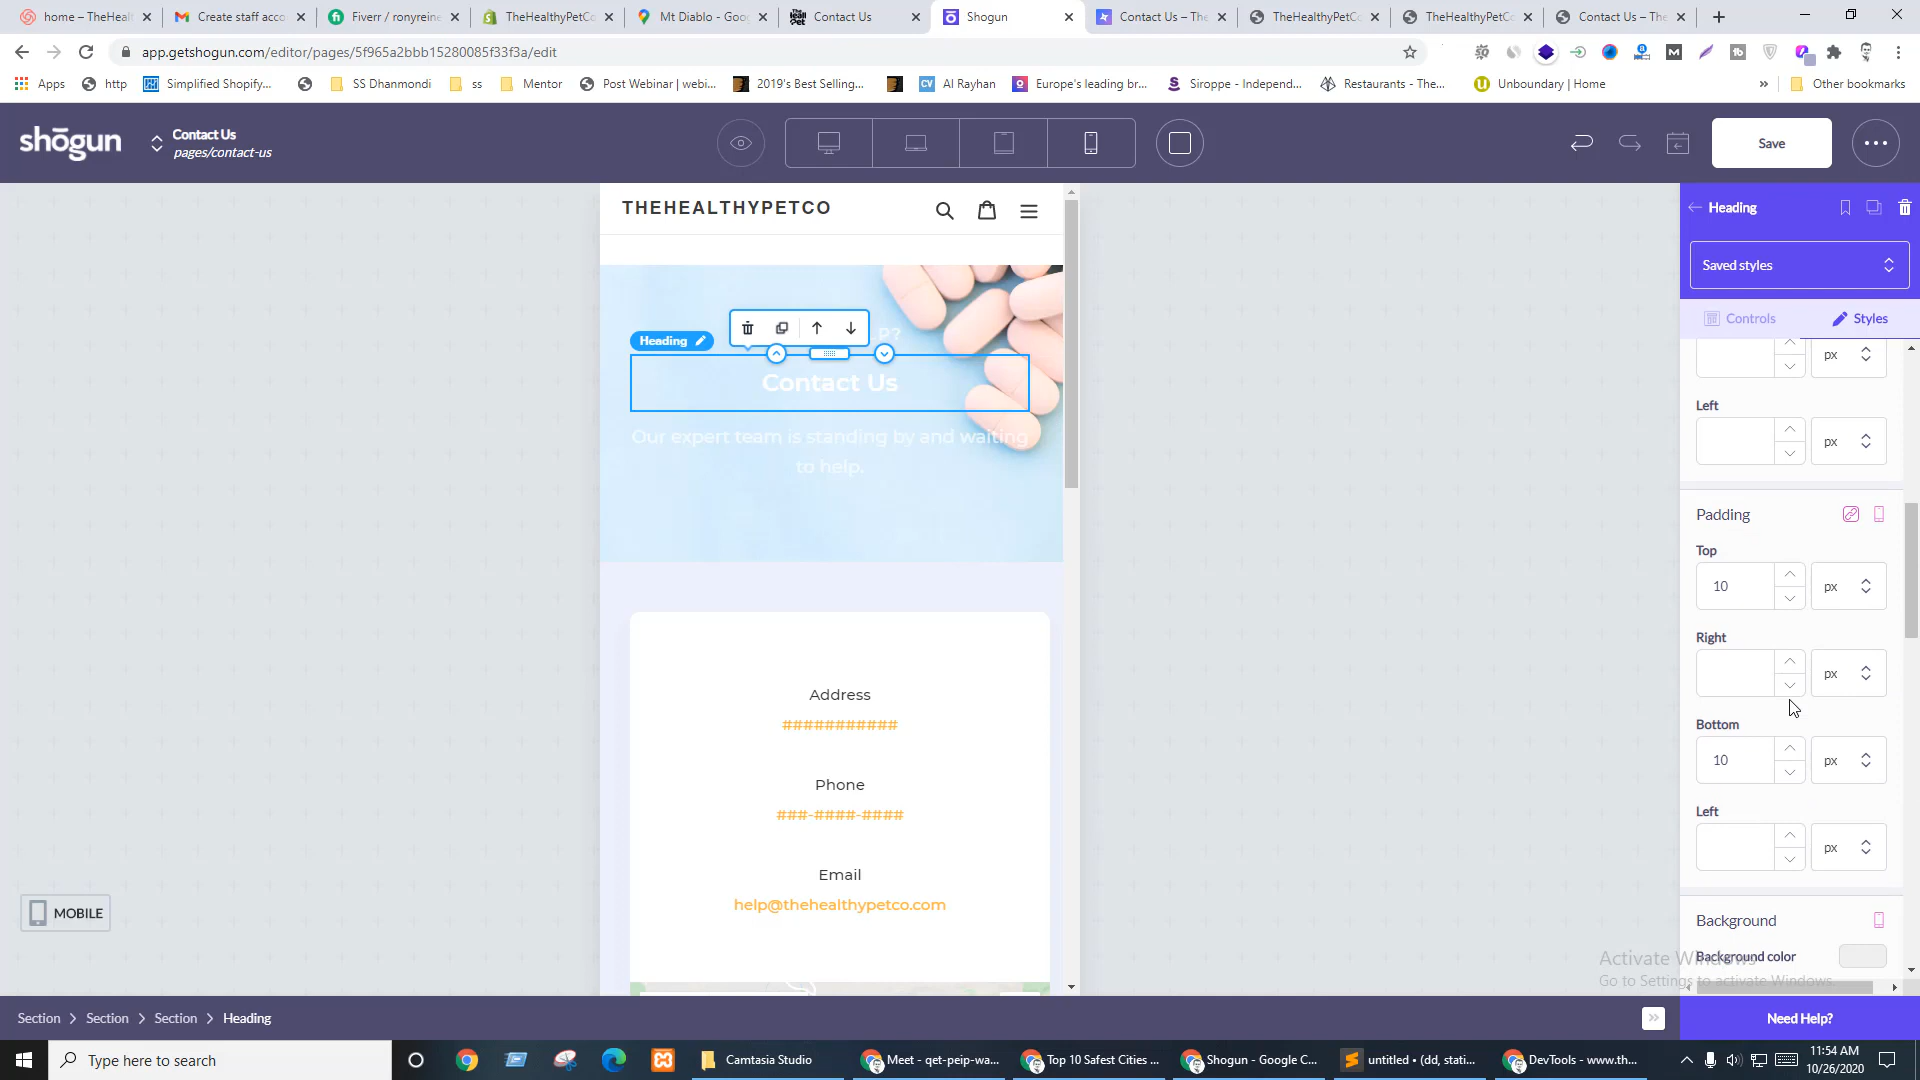 home – TheHeal
Create staff acco
Fiverr / ronyreine
TheHealthyPetCo
Mt Diablo - Goog
Contact Us
Shogun
Contact Us – The
TheHealthyPetCo
TheHealthyPetCo
Contact Us – The
app.getshogun.com/editor/pages/5f965a2bbb15280085f33f3a/edit
Apps
http
Simplified Shopify...
SS Dhanmondi
ss
Mentor
Post Webinar | webi...
2019's Best Selling...
Al Rayhan
Europe's leading br...
Siroppe - Independ...
Restaurants - The...
Unboundary | Home
»
Other bookmarks
shōgun
Contact Us
pages/contact-us
Save
THEHEALTHYPETCO
P?
Heading
Contact Us
Our expert team is standing by and waiting
to help.
Address
###########
Phone
###-####-####
Email
help@thehealthypetco.com
MOBILE
Heading
Saved styles
Controls
Styles
px
Left
px
Padding
Top
10
px
Right
px
Bottom
10
px
Left
px
Background
Background color
Activate Windows
Go to Settings to activate Windows.
Section
Section
Section
Heading
Need Help?
Type here to search
Camtasia Studio
Meet - qet-peip-wa...
Top 10 Safest Cities ...
Shogun - Google C...
untitled • (dd, stati...
DevTools - www.th...
11:54 AM
10/26/2020